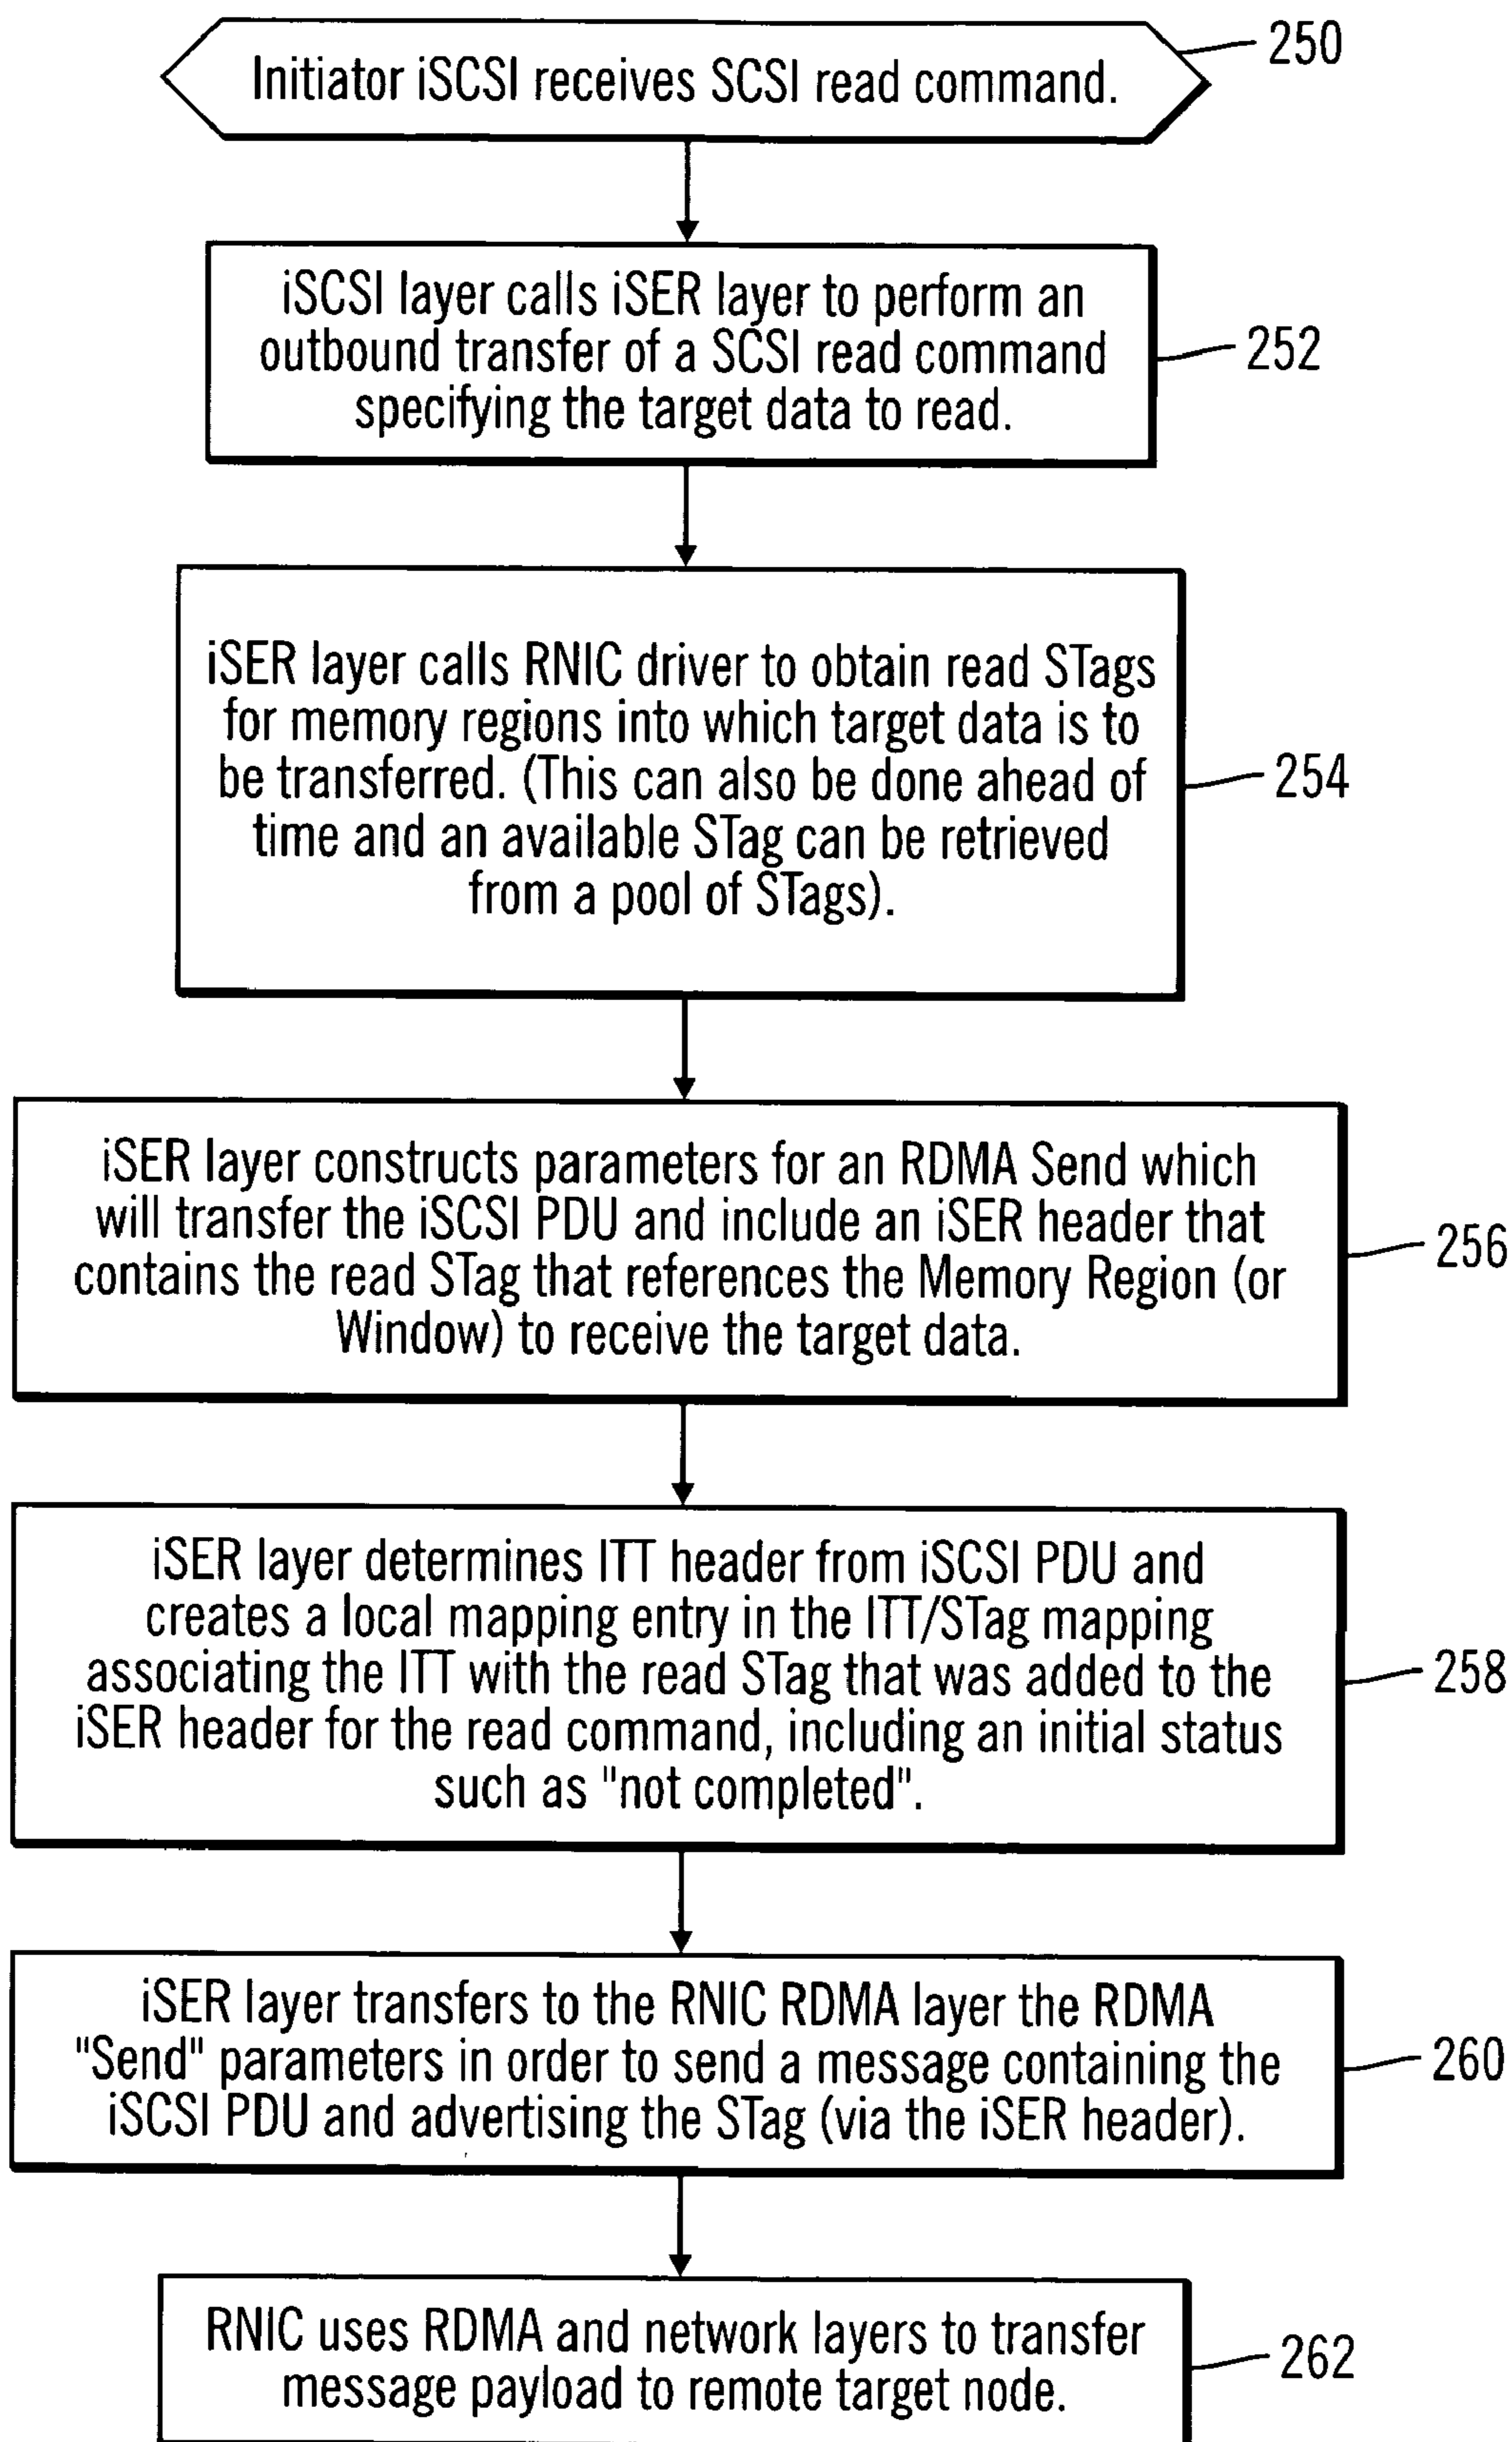 Initiator iSCSI receives SCSI read command.
250
iSCSI layer calls iSER layer to perform an
outbound transfer of a SCSI read command
specifying the target data to read.
252
iSER layer calls RNIC driver to obtain read STags
for memory regions into which target data is to
be transferred. (This can also be done ahead of
time and an available STag can be retrieved
from a pool of STags).
254
iSER layer constructs parameters for an RDMA Send which
will transfer the iSCSI PDU and include an iSER header that
contains the read STag that references the Memory Region (or
Window) to receive the target data.
256
iSER layer determines ITT header from iSCSI PDU and
creates a local mapping entry in the ITT/STag mapping
associating the ITT with the read STag that was added to the
iSER header for the read command, including an initial status
such as "not completed".
258
iSER layer transfers to the RNIC RDMA layer the RDMA
"Send" parameters in order to send a message containing the
iSCSI PDU and advertising the STag (via the iSER header).
260
RNIC uses RDMA and network layers to transfer
message payload to remote target node.
262